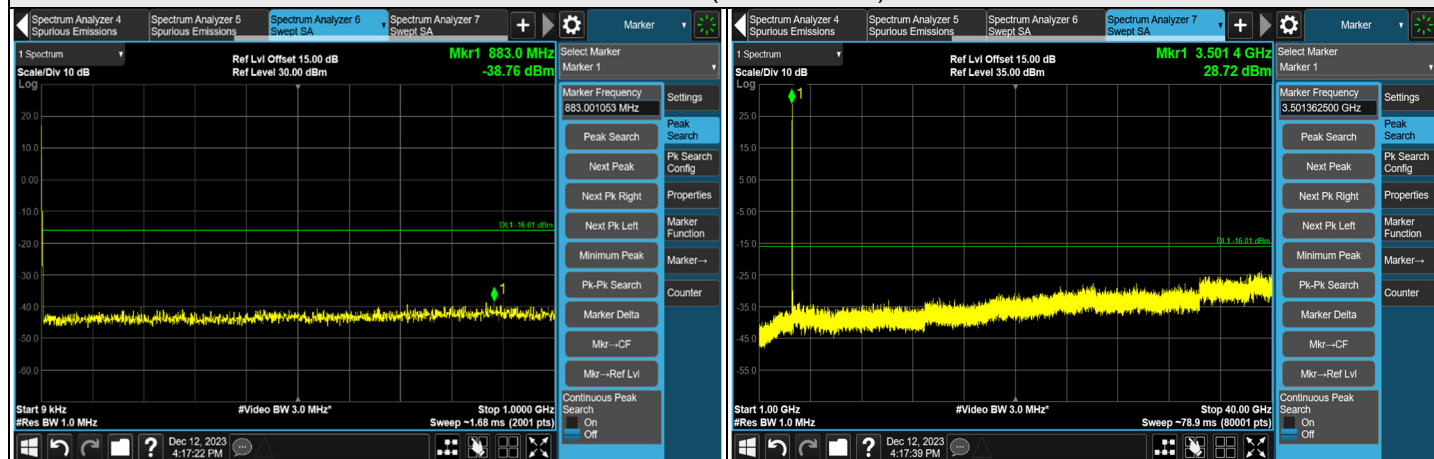 Spectrum Analyzer 4
Spurious Emissions
Spectrum Analyzer 5
Spurious Emissions
Spectrum Analyzer 6
Swept SA
Spectrum Analyzer 7
Swept SA
+
Marker
1 Spectrum
Scale/Div 10 dB
Log
Ref Lvl Offset 15.00 dB
Ref Level 30.00 dBm
Mkr1 883.0 MHz
-38.76 dBm
20.0
10.0
0.00
-10.0
-20.0
-30.0
-40.0
-50.0
-60.0
DL1 -16.01 dBm
1
Start 9 kHz
#Res BW 1.0 MHz
#Video BW 3.0 MHz*
Stop 1.0000 GHz
Sweep ~1.68 ms (2001 pts)
Select Marker
Marker 1
Marker Frequency
883.001053 MHz
Peak Search
Next Peak
Next Pk Right
Next Pk Left
Minimum Peak
Pk-Pk Search
Marker Delta
Mkr→CF
Mkr→Ref Lvl
Continuous Peak
Search
On
Off
Settings
Peak
Search
Pk Search
Config
Properties
Marker
Function
Marker→
Counter
?
Dec 12, 2023
4:17:22 PM
Spectrum Analyzer 4
Spurious Emissions
Spectrum Analyzer 5
Spurious Emissions
Spectrum Analyzer 6
Swept SA
Spectrum Analyzer 7
Swept SA
+
Marker
1 Spectrum
Scale/Div 10 dB
Log
Ref Lvl Offset 15.00 dB
Ref Level 35.00 dBm
Mkr1 3.501 4 GHz
28.72 dBm
25.0
15.0
5.00
-5.00
-15.0
-25.0
-35.0
-45.0
-55.0
DL1 -16.01 dBm
1
Start 1.00 GHz
#Res BW 1.0 MHz
#Video BW 3.0 MHz*
Stop 40.00 GHz
Sweep ~78.9 ms (80001 pts)
Select Marker
Marker 1
Marker Frequency
3.501362500 GHz
Peak Search
Next Peak
Next Pk Right
Next Pk Left
Minimum Peak
Pk-Pk Search
Marker Delta
Mkr→CF
Mkr→Ref Lvl
Continuous Peak
Search
On
Off
Settings
Peak
Search
Pk Search
Config
Properties
Marker
Function
Marker→
Counter
?
Dec 12, 2023
4:17:39 PM